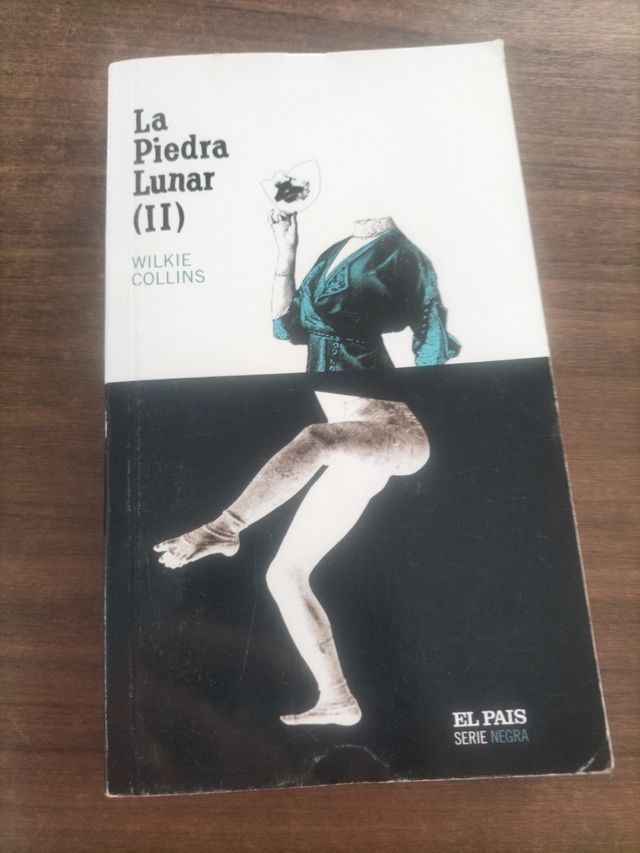 La
Piedra
Lunar
(II)
WILKIE
COLLINS
EL PAIS
SERIE NEGRA